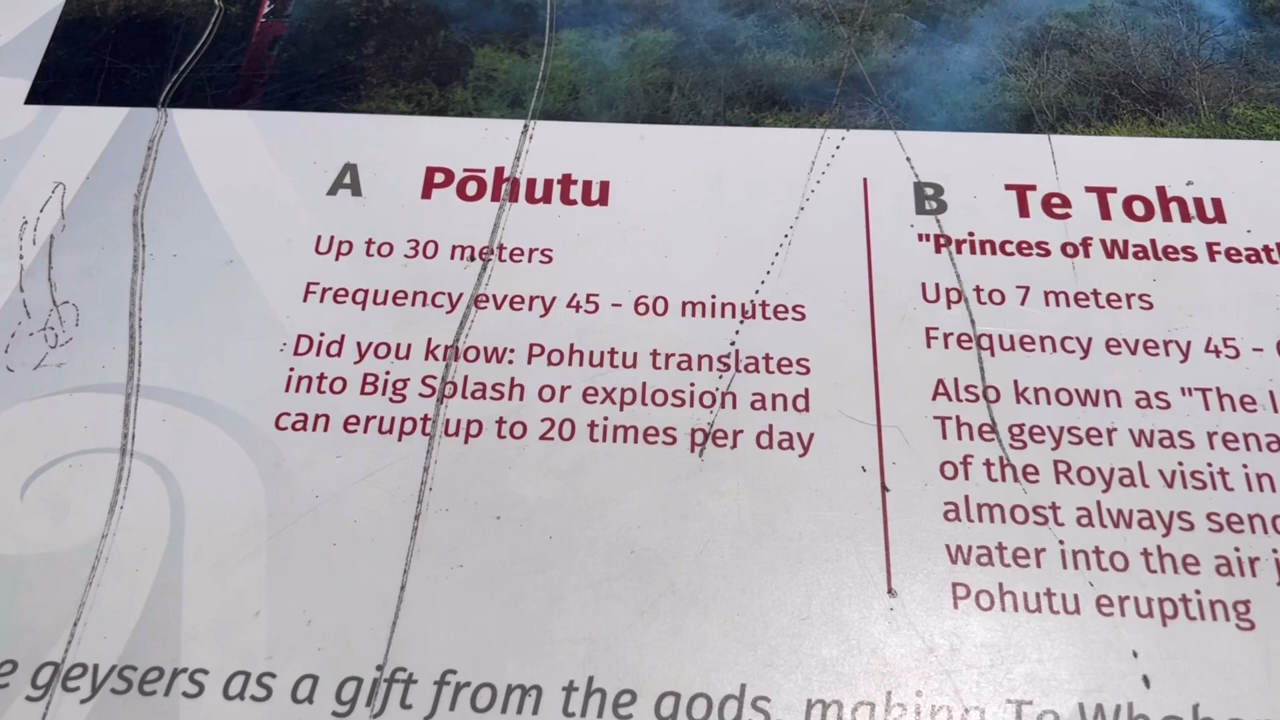 A Pōhutu
Up to 30 meters
Frequency every 45 - 60 minutes
Did you know: Pohutu translates
into Big Splash or explosion and
can erupt up to 20 times per day
B Te Tohu
"Princes of Wales
Up to 7 meters
Frequency every 45 -
Also known as "The
The geyser was
of the Royal visit in
almost always
water into the air
Pohutu erupting
geysers as a gift from the gods, making Te